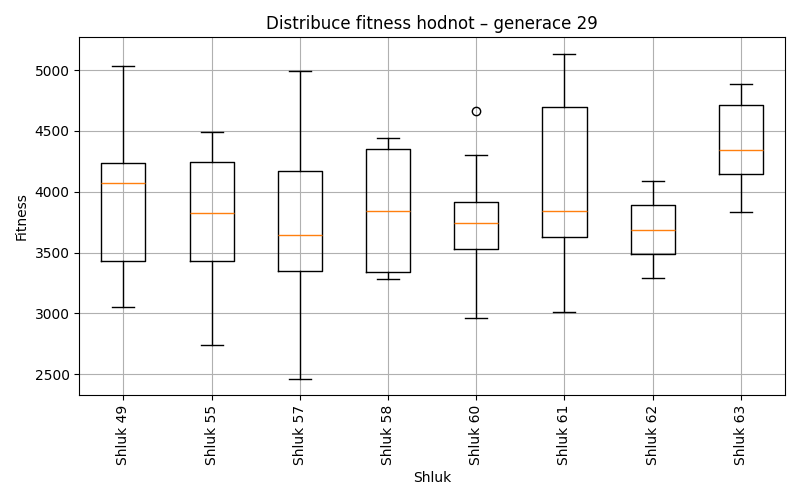 Distribuce fitness hodnot – generace 29
Fitness
5000
4500
4000
3500
3000
2500
Shluk 49
Shluk 55
Shluk 57
Shluk 58
Shluk 60
Shluk 61
Shluk 62
Shluk 63
Shluk